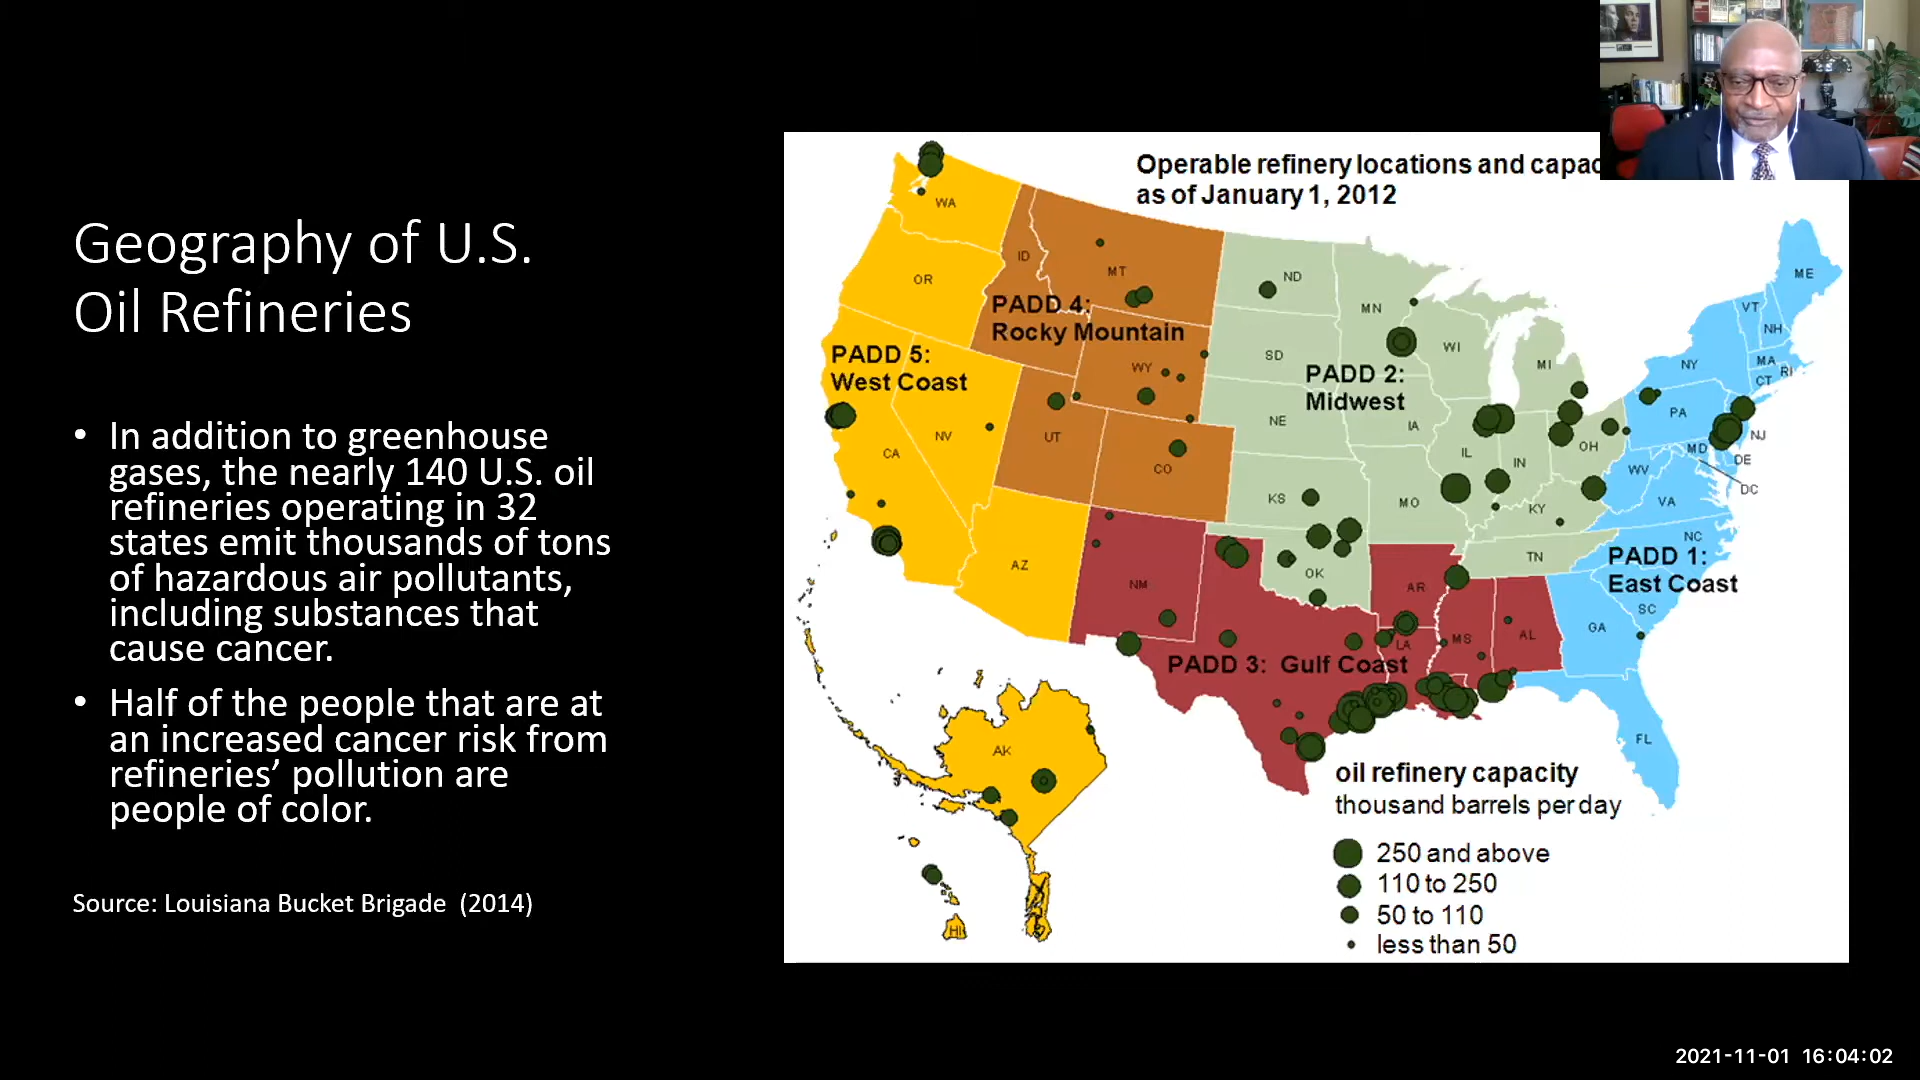 Geography of U.S.
Oil Refineries
• In addition to greenhouse
gases, the nearly 140 U.S. oil
refineries operating in 32
states emit thousands of tons
of hazardous air pollutants,
including substances that
cause cancer.
• Half of the people that are at
an increased cancer risk from
refineries’ pollution are
people of color.
Source: Louisiana Bucket Brigade (2014)
Operable refinery locations and capac
as of January 1, 2012
WA
OR
CA
NV
AZ
PADD 5:
West Coast
ID
MT
WY
UT
CO
PADD 4:
Rocky Mountain
ND
SD
NE
KS
OK
MN
IA
MO
WI
IL
IN
MI
OH
KY
TN
PADD 2:
Midwest
NM
AR
LA
MS
AL
PADD 3: Gulf Coast
ME
VT
NH
MA
RI
CT
NY
PA
NJ
DE
MD
DC
WV
VA
NC
SC
GA
FL
PADD 1:
East Coast
AK
HI
oil refinery capacity
thousand barrels per day
250 and above
110 to 250
50 to 110
less than 50
2021-11-01 16:04:02